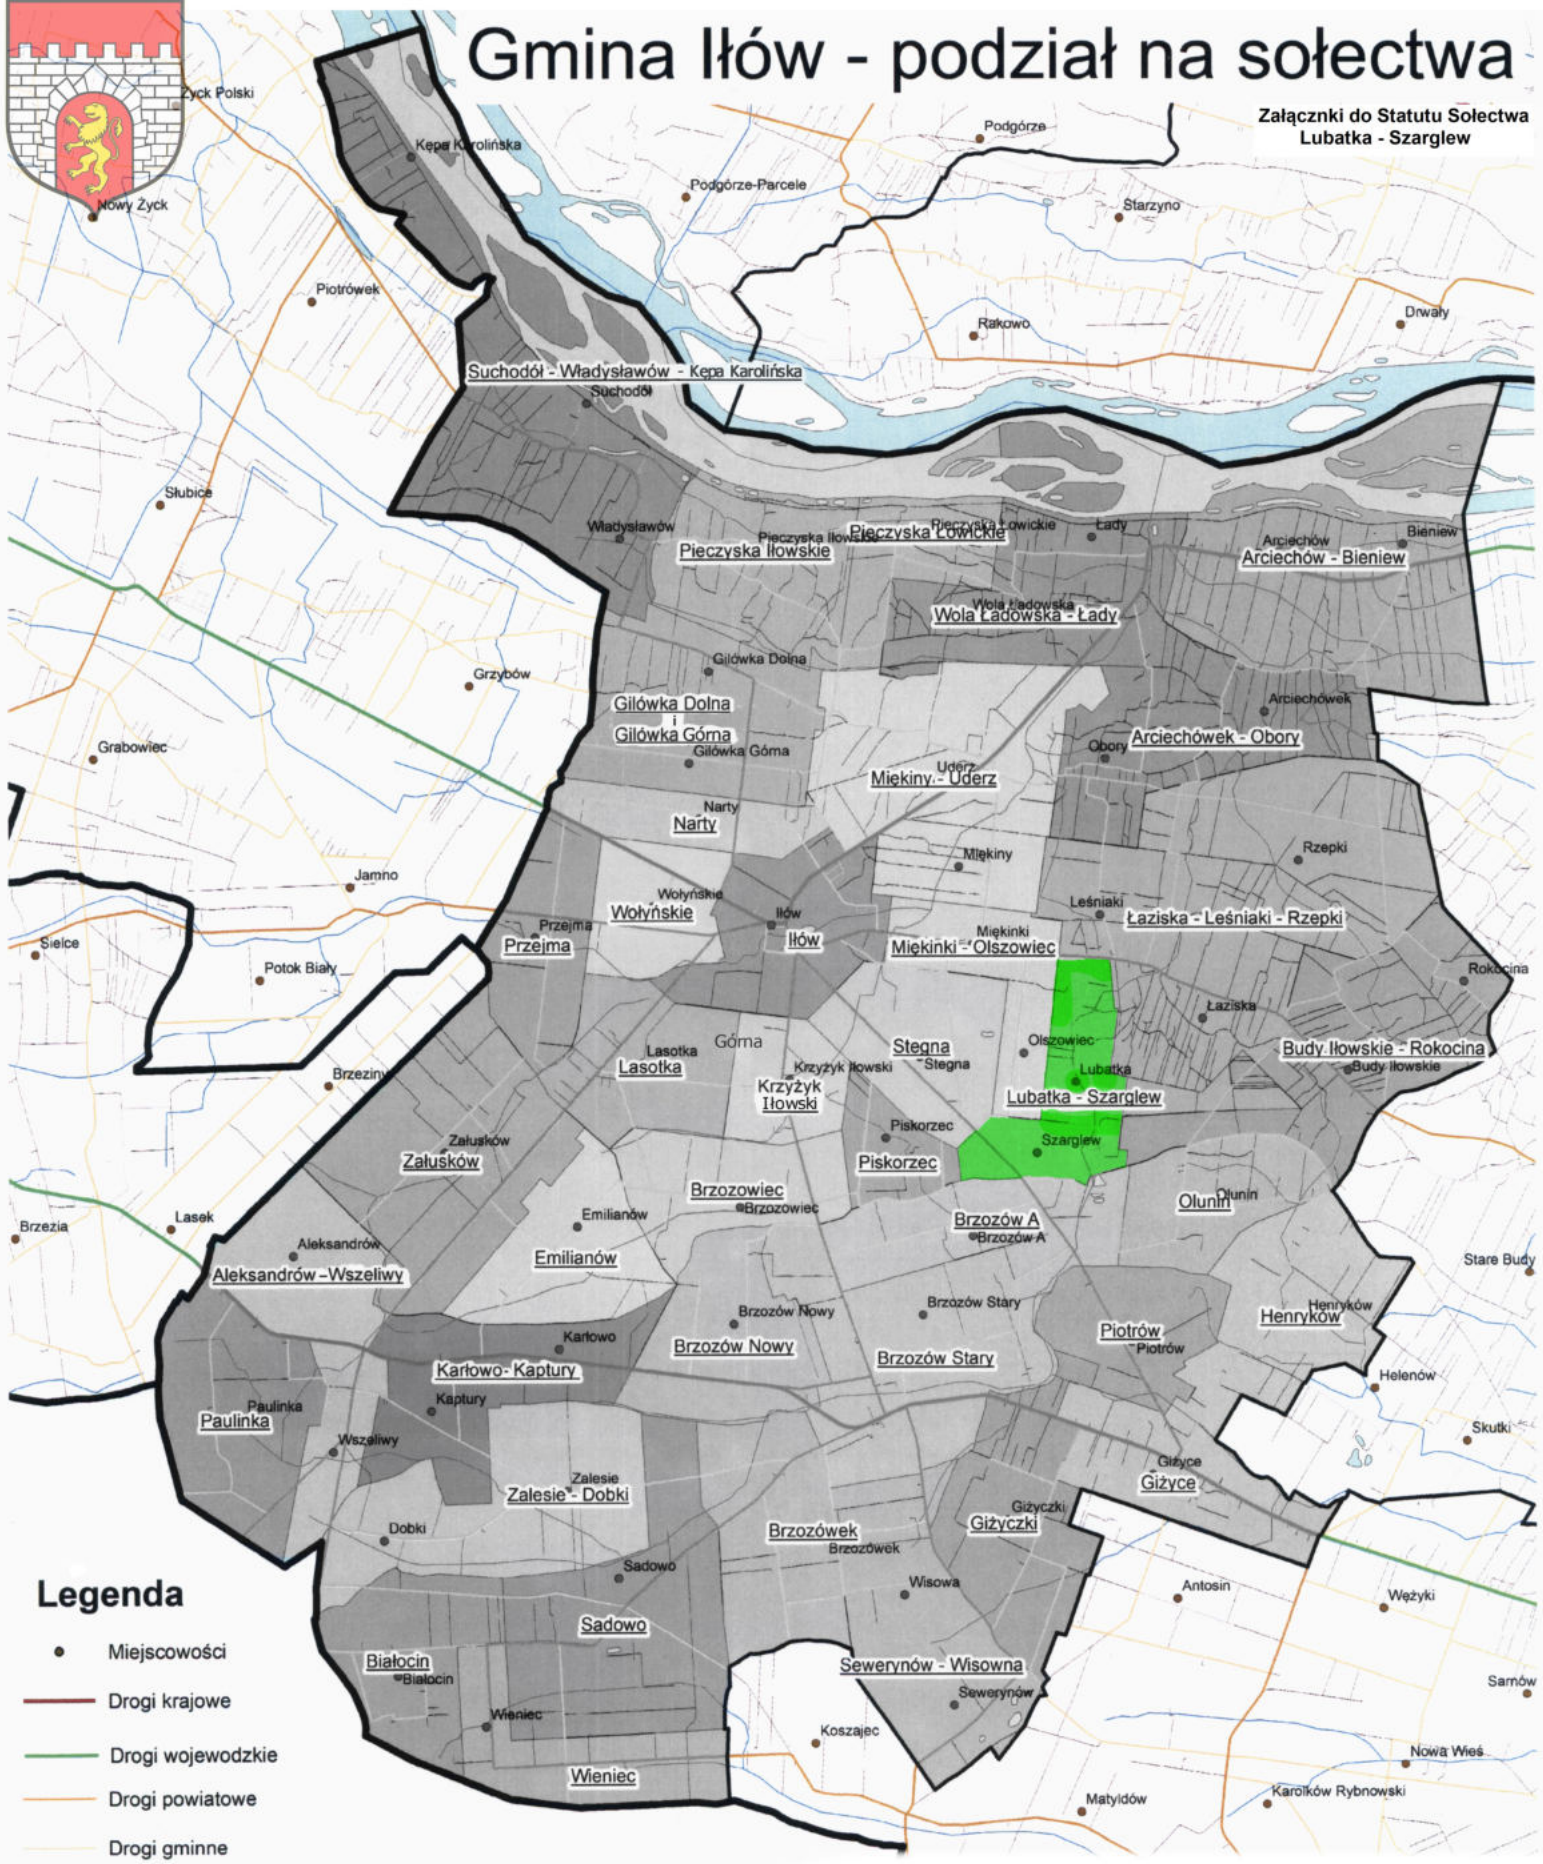 Gmina Iłów - podział na sołectwa
Załącznki do Statutu Sołectwa
Lubatka - Szarglew
Życk Polski
Nowy Życk
Kępa Karolińska
Podgórze
Podgórze-Parcele
Starzyno
Piotrówek
Rakowo
Drwały
Suchodół - Władysławów - Kępa Karolińska
Suchodół
Słubice
Władysławów
Pieczyska Iłowskie
Pieczyska Iłowskie
Pieczyska Łowickie
Pieczyska Łowickie
Łady
Arciechów
Bieniew
Arciechów - Bieniew
Wola Ładowska
Wola Ładowska - Łady
Gilówka Dolna
Grzybów
Gilówka Dolna
i
Gilówka Górna
Gilówka Górna
Arciechówek
Arciechówek - Obory
Obory
Grabowiec
Uderz
Miękiny - Uderz
Narty
Narty
Miękiny
Rzepki
Jamno
Wołyńskie
Wołyńskie
Iłów
Iłów
Leśniaki
Łaziska - Leśniaki - Rzepki
Przejma
Przejma
Miękinki
Miękinki - Olszowiec
Sielce
Potok Biały
Rokocina
Łaziska
Górna
Lasotka
Lasotka
Stegna
Stegna
Olszowiec
Budy Iłowskie - Rokocina
Budy Iłowskie
Brzeziny
Krzyżyk Iłowski
Krzyżyk
Iłowski
Lubatka
Lubatka - Szarglew
Załusków
Załusków
Piskorzec
Piskorzec
Szarglew
Brzozowiec
Brzozowiec
Olunin
Olunin
Brzezia
Lasek
Emilianów
Emilianów
Brzozów A
Brzozów A
Aleksandrów
Aleksandrów - Wszeliwy
Stare Budy
Brzozów Nowy
Brzozów Nowy
Brzozów Stary
Brzozów Stary
Henryków
Henryków
Piotrów
Piotrów
Karłowo
Karłowo- Kaptury
Kaptury
Helenów
Paulinka
Paulinka
Wszeliwy
Skutki
Zalesie
Zalesie - Dobki
Giżyce
Giżyce
Dobki
Giżyczki
Giżyczki
Brzozówek
Brzozówek
Sadowo
Wisowa
Antosin
Wężyki
Sadowo
Białocin
Białocin
Sewerynów - Wisowna
Sewerynów
Sarnów
Wieniec
Koszajec
Nowa Wieś
Wieniec
Matyldów
Karolków Rybnowski
Legenda
Miejscowości
Drogi krajowe
Drogi wojewodzkie
Drogi powiatowe
Drogi gminne